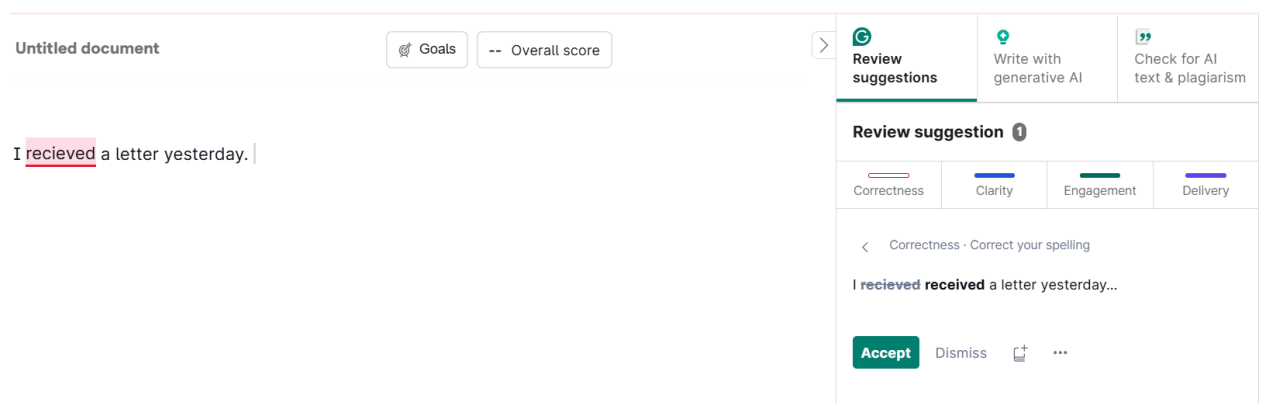 Untitled document
Goals
-- Overall score
Review suggestions
Write with generative AI
Check for AI text & plagiarism
I recieved a letter yesterday.
Review suggestion 1
Correctness
Clarity
Engagement
Delivery
Correctness · Correct your spelling
I recieved received a letter yesterday...
Accept
Dismiss